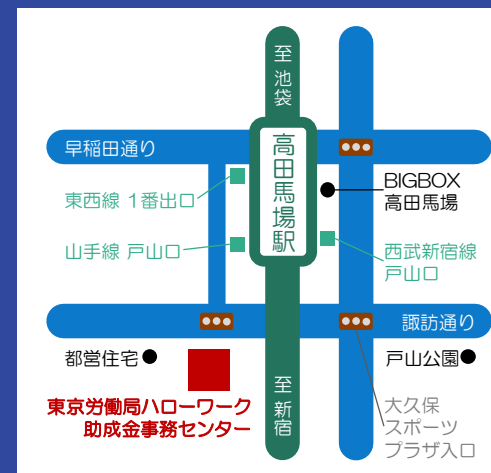 至
池
袋
早稲田通り
高
田
馬
場
駅
BIGBOX
高田馬場
東西線 1番出口
山手線 戸山口
西武新宿線
戸山口
諏訪通り
都営住宅
戸山公園
東京労働局ハローワーク
助成金事務センター
至
新
宿
大久保
スポーツ
プラザ入口